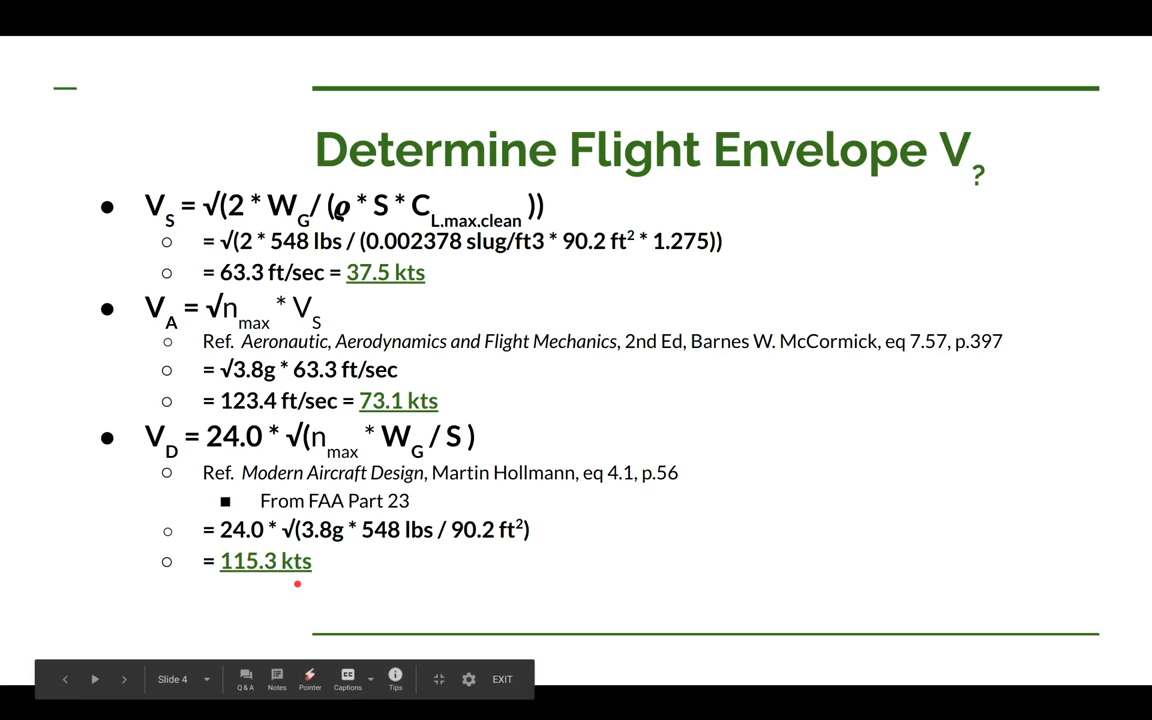 Determine Flight Envelope V?
● VS = √(2 * WG/ (ϱ * S * CL.max.clean ))
○ = √(2 * 548 lbs / (0.002378 slug/ft3 * 90.2 ft² * 1.275))
○ = 63.3 ft/sec = 37.5 kts
● VA = √nmax * VS
○ Ref. Aeronautic, Aerodynamics and Flight Mechanics, 2nd Ed, Barnes W. McCormick, eq 7.57, p.397
○ = √3.8g * 63.3 ft/sec
○ = 123.4 ft/sec = 73.1 kts
● VD = 24.0 * √(nmax * WG / S )
○ Ref. Modern Aircraft Design, Martin Hollmann, eq 4.1, p.56
■ From FAA Part 23
○ = 24.0 * √(3.8g * 548 lbs / 90.2 ft²)
○ = 115.3 kts
Slide 4 Q & A Notes Pointer CC Captions Tips EXIT